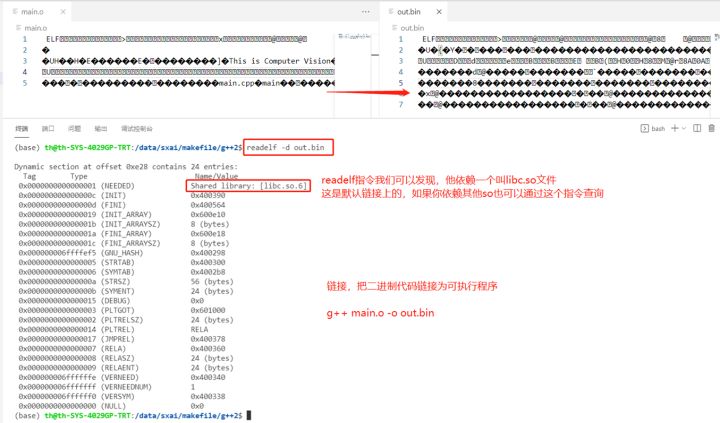 main.o
out.bin
main.o
out.bin
1
2
3
4
5
ELF
This is Computer Vision
main.cpp main
1
2
3
4
5
6
7
ELF
终端 端口 问题 输出 调试控制台
bash
(base) th@th-SYS-4029GP-TRT:/data/sxai/makefile/g++2$ readelf -d out.bin
Dynamic section at offset 0xe28 contains 24 entries:
Tag Type Name/Value
0x0000000000000001 (NEEDED) Shared library: [libc.so.6]
0x000000000000000c (INIT) 0x400390
0x000000000000000d (FINI) 0x400564
0x0000000000000019 (INIT_ARRAY) 0x600e10
0x000000000000001b (INIT_ARRAYSZ) 8 (bytes)
0x000000000000001a (FINI_ARRAY) 0x600e18
0x000000000000001c (FINI_ARRAYSZ) 8 (bytes)
0x000000006ffffef5 (GNU_HASH) 0x400298
0x0000000000000005 (STRTAB) 0x400300
0x0000000000000006 (SYMTAB) 0x4002b8
0x000000000000000a (STRSZ) 56 (bytes)
0x000000000000000b (SYMENT) 24 (bytes)
0x0000000000000015 (DEBUG) 0x0
0x0000000000000003 (PLTGOT) 0x601000
0x0000000000000002 (PLTRELSZ) 24 (bytes)
0x0000000000000014 (PLTREL) RELA
0x0000000000000017 (JMPREL) 0x400378
0x0000000000000007 (RELA) 0x400360
0x0000000000000008 (RELASZ) 24 (bytes)
0x0000000000000009 (RELAENT) 24 (bytes)
0x000000006ffffffe (VERNEED) 0x400340
0x000000006fffffff (VERNEEDNUM) 1
0x000000006ffffff0 (VERSYM) 0x400338
0x0000000000000000 (NULL) 0x0
(base) th@th-SYS-4029GP-TRT:/data/sxai/makefile/g++2$
readelf指令我们可以发现，他依赖一个叫libc.so文件
这是默认链接上的，如果你依赖其他so也可以通过这个指令查询
链接，把二进制代码链接为可执行程序
g++ main.o -o out.bin